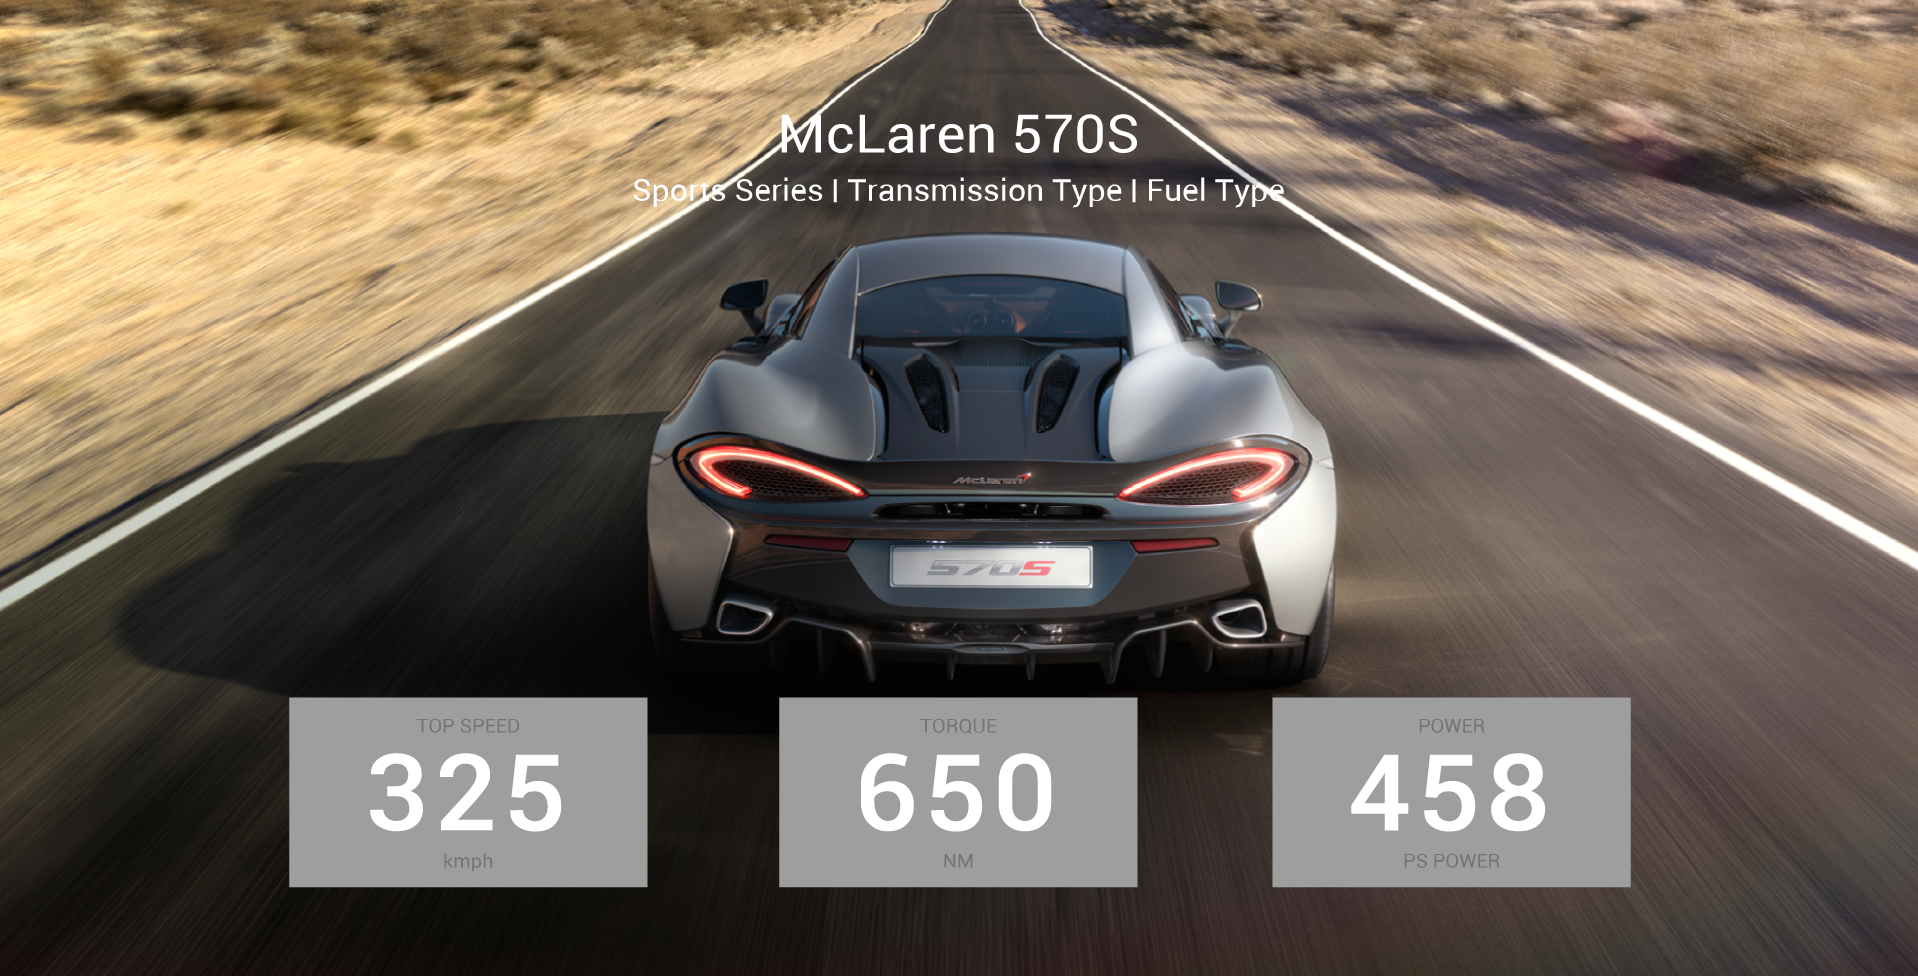 McLaren 570S
Sports Series | Transmission Type | Fuel Type
McLaren
570S
TOP SPEED
325
kmph
TORQUE
650
NM
POWER
458
PS POWER